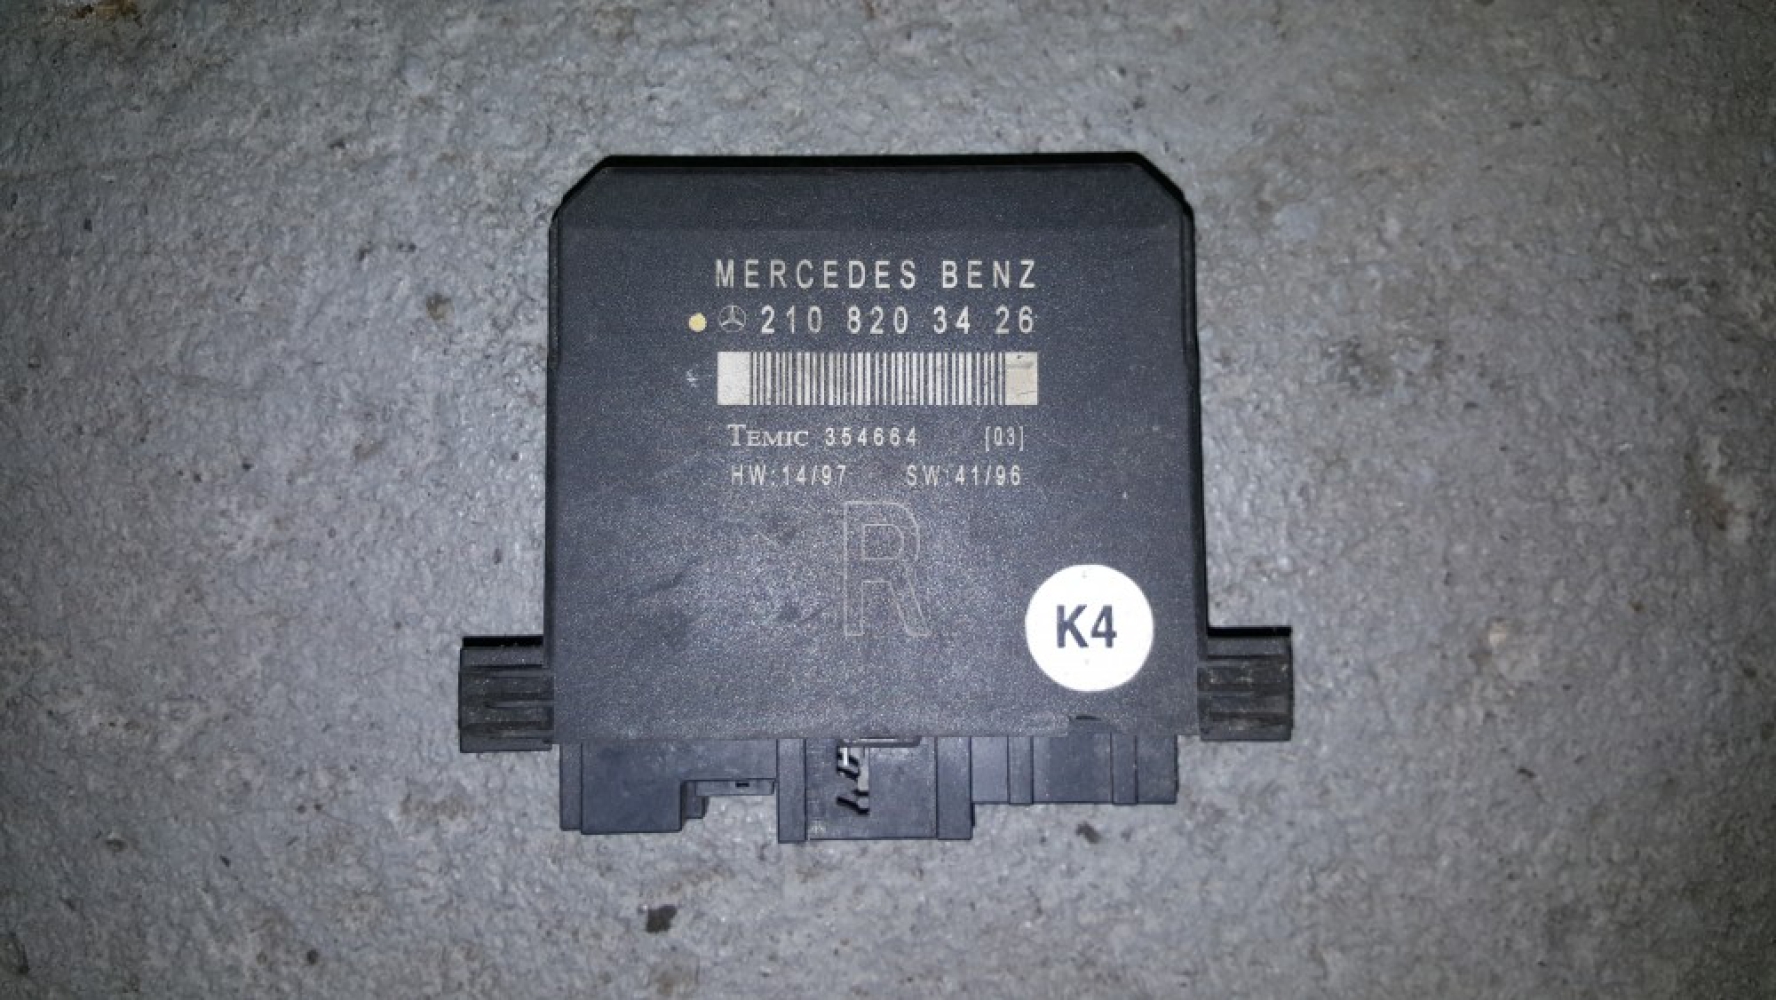 MERCEDES BENZ
210 820 34 26
TEMIC 354664 [03]
HW:14/97 SW:41/96
R
K4